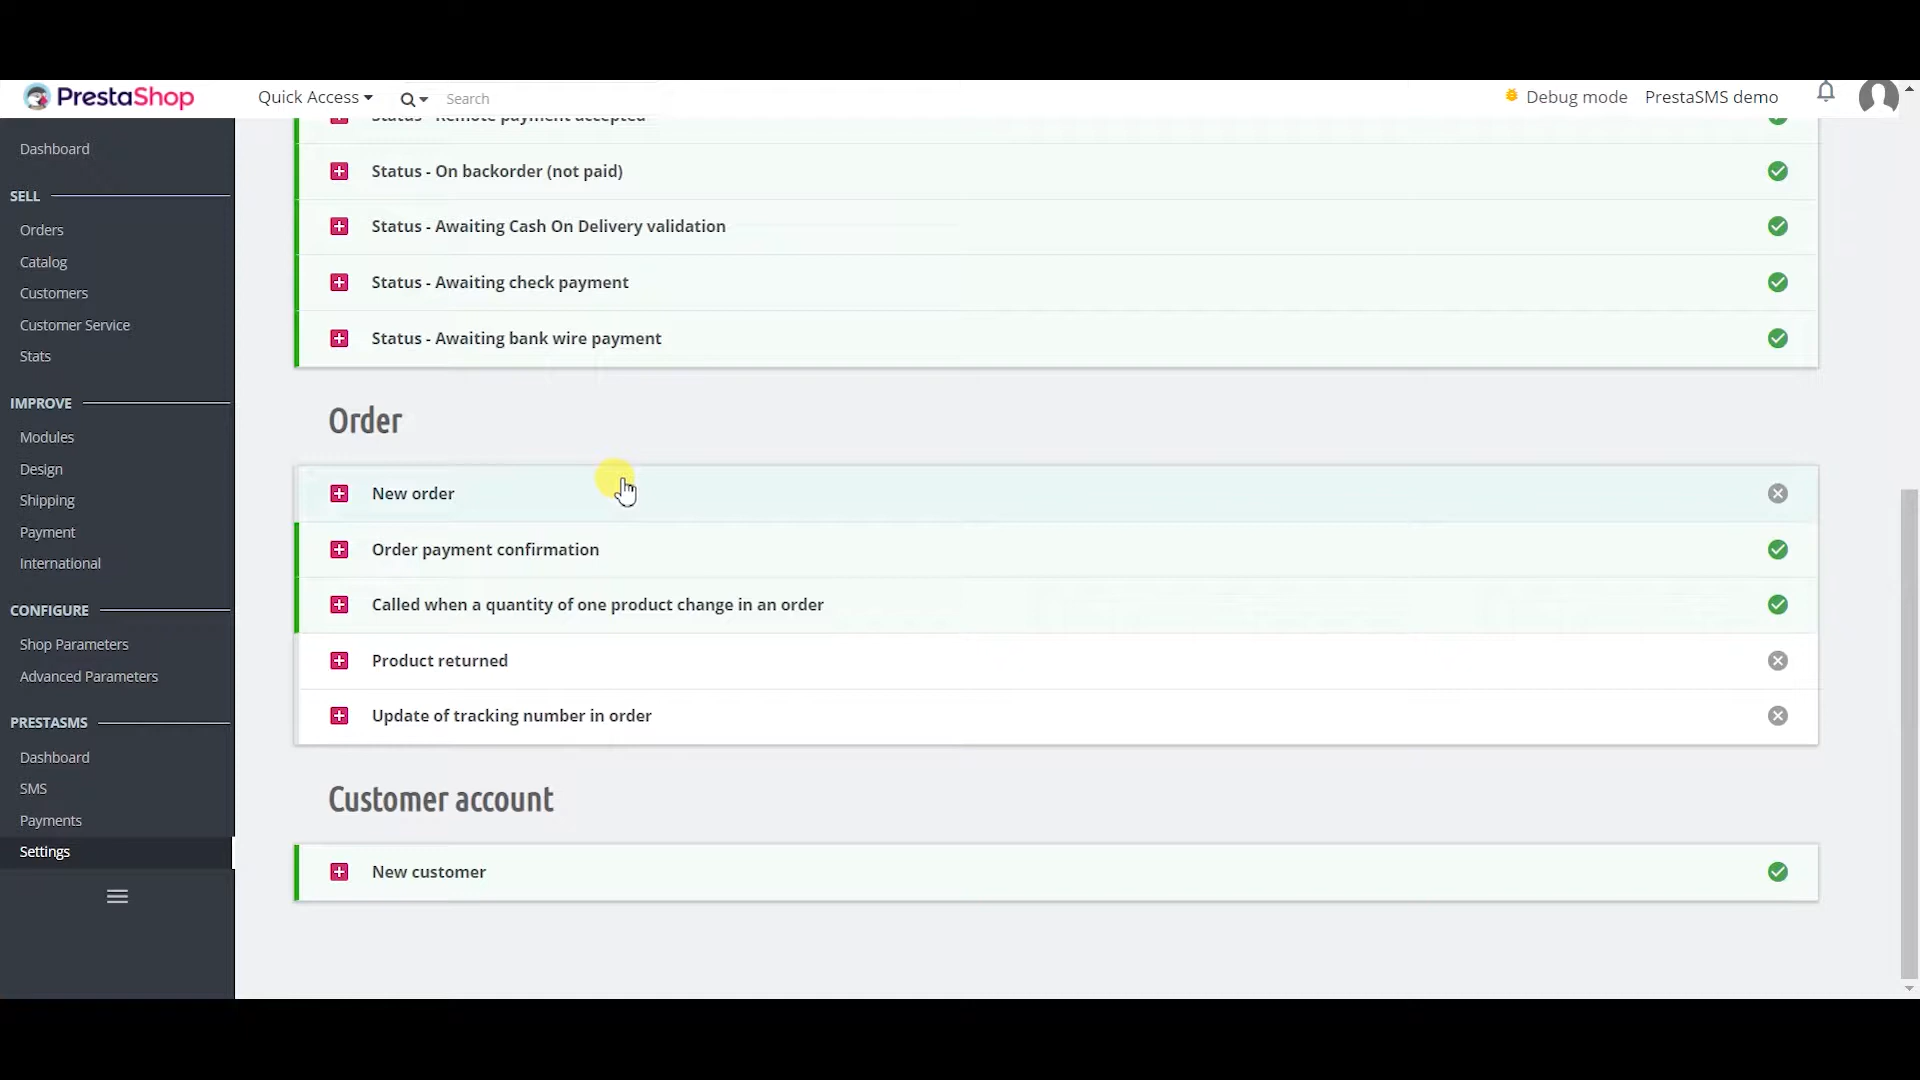 PrestaShop
Quick Access
Search
Debug mode
PrestaSMS demo
Dashboard
SELL
Orders
Catalog
Customers
Customer Service
Stats
IMPROVE
Modules
Design
Shipping
Payment
International
CONFIGURE
Shop Parameters
Advanced Parameters
PRESTASMS
Dashboard
SMS
Payments
Settings
Status - Remote payment accepted
Status - On backorder (not paid)
Status - Awaiting Cash On Delivery validation
Status - Awaiting check payment
Status - Awaiting bank wire payment
Order
New order
Order payment confirmation
Called when a quantity of one product change in an order
Product returned
Update of tracking number in order
Customer account
New customer